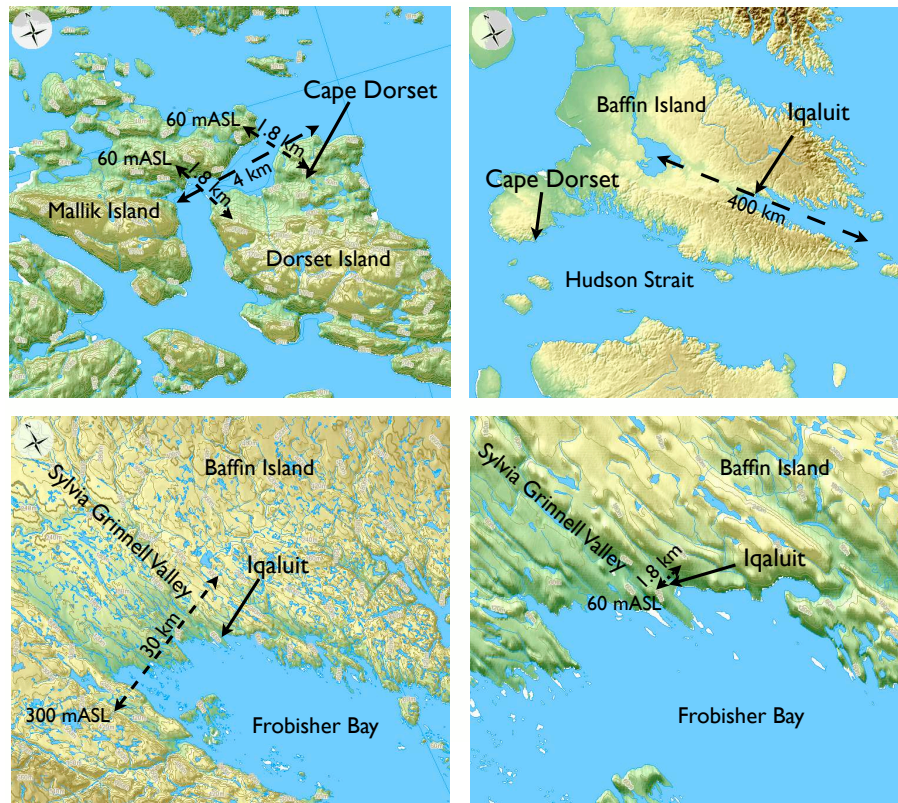 Cape Dorset
60 mASL
1.8 km
60 mASL
4 km
1.8 km
Mallik Island
Dorset Island
Baffin Island
Iqaluit
Cape Dorset
400 km
Hudson Strait
Baffin Island
Sylvia Grinnell Valley
Iqaluit
30 km
300 mASL
Frobisher Bay
Baffin Island
Sylvia Grinnell Valley
1.8 km
Iqaluit
60 mASL
Frobisher Bay